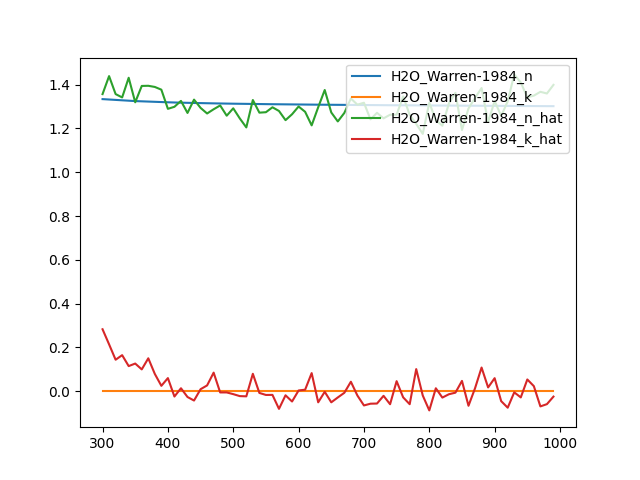 H2O_Warren-1984_n
H2O_Warren-1984_k
H2O_Warren-1984_n_hat
H2O_Warren-1984_k_hat
1.4
1.2
1.0
0.8
0.6
0.4
0.2
0.0
300 400 500 600 700 800 900 1000